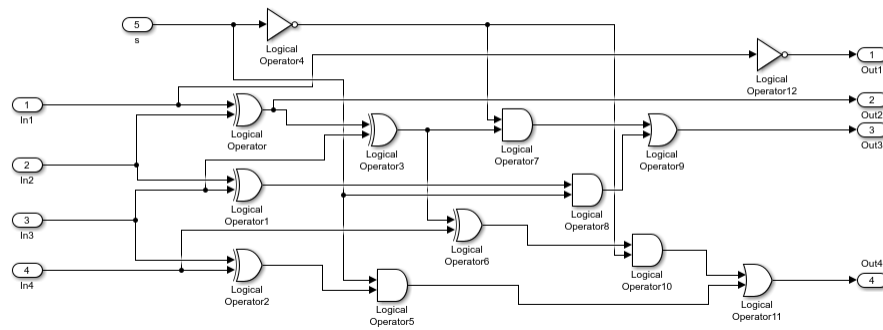 5
s
Logical
Operator4
Logical
Operator12
1
Out1
1
In1
Logical
Operator
2
Out2
Logical
Operator3
Logical
Operator7
Logical
Operator9
3
Out3
2
In2
Logical
Operator1
Logical
Operator8
3
In3
Logical
Operator6
4
In4
Logical
Operator2
Logical
Operator5
Logical
Operator10
Logical
Operator11
Out4
4